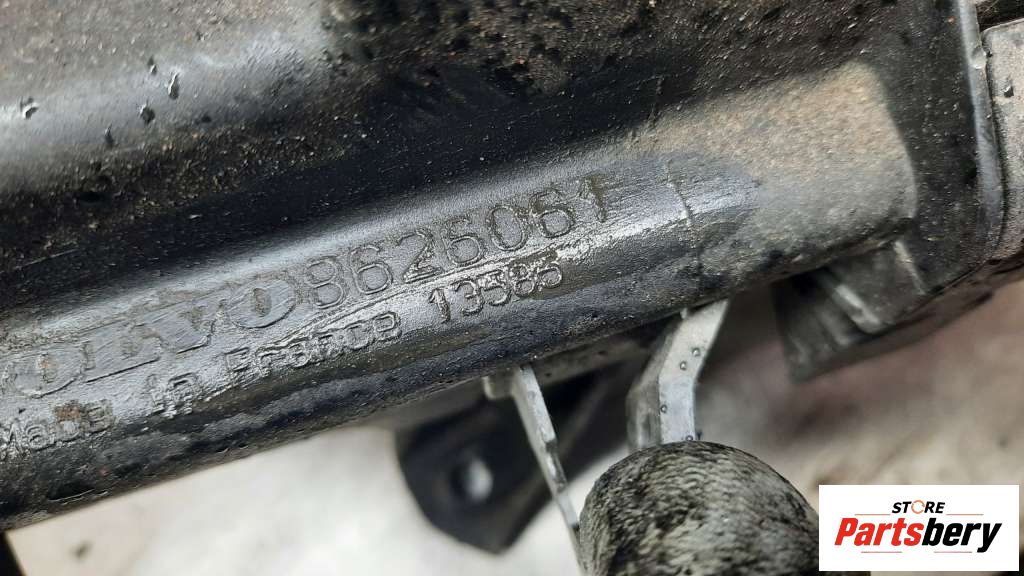 VOLVO 8626061
Made in France 13585
STORE
Partsbery